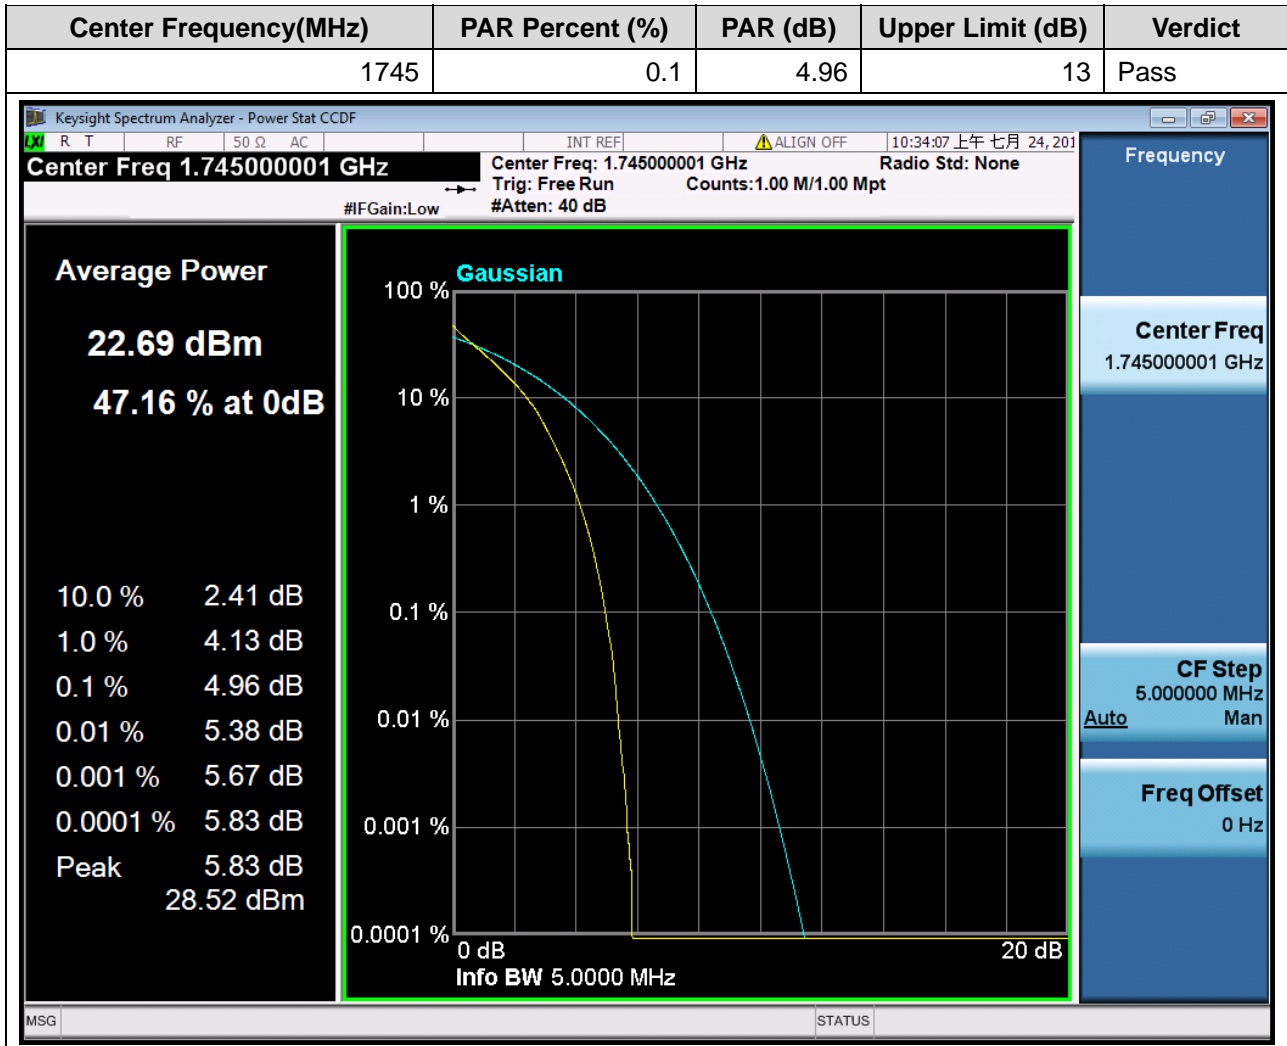 Center Frequency(MHz) PAR Percent (%) PAR (dB) Upper Limit (dB) Verdict
1745 0.1 4.96 13 Pass
Keysight Spectrum Analyzer - Power Stat CCDF
LXI R T RF 50 Ω AC INT REF ALIGN OFF 10:34:07 上午 七月 24, 201
Center Freq 1.745000001 GHz
#IFGain:Low
Center Freq: 1.745000001 GHz Radio Std: None
Trig: Free Run Counts:1.00 M/1.00 Mpt
#Atten: 40 dB
Average Power
22.69 dBm
47.16 % at 0dB
10.0 % 2.41 dB
1.0 % 4.13 dB
0.1 % 4.96 dB
0.01 % 5.38 dB
0.001 % 5.67 dB
0.0001 % 5.83 dB
Peak 5.83 dB
28.52 dBm
Gaussian
100 %
10 %
1 %
0.1 %
0.01 %
0.001 %
0.0001 %
0 dB 20 dB
Info BW 5.0000 MHz
Frequency
Center Freq
1.745000001 GHz
CF Step
5.000000 MHz
Auto Man
Freq Offset
0 Hz
MSG STATUS